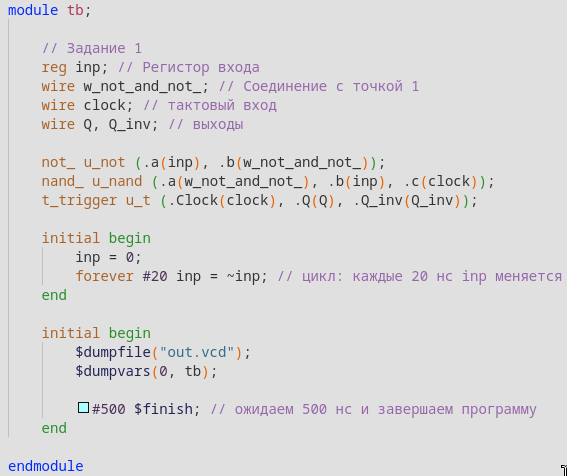 module tb;
// Задание 1
reg inp; // Регистор входа
wire w_not_and_not_; // Соединение с точкой 1
wire clock; // тактовый вход
wire Q, Q_inv; // выходы
not_ u_not (.a(inp), .b(w_not_and_not_));
nand_ u_nand (.a(w_not_and_not_), .b(inp), .c(clock));
t_trigger u_t (.Clock(clock), .Q(Q), .Q_inv(Q_inv));
initial begin
inp = 0;
forever #20 inp = ~inp; // цикл: каждые 20 нс inp меняется
end
initial begin
$dumpfile("out.vcd");
$dumpvars(0, tb);
#500 $finish; // ожидаем 500 нс и завершаем программу
end
endmodule